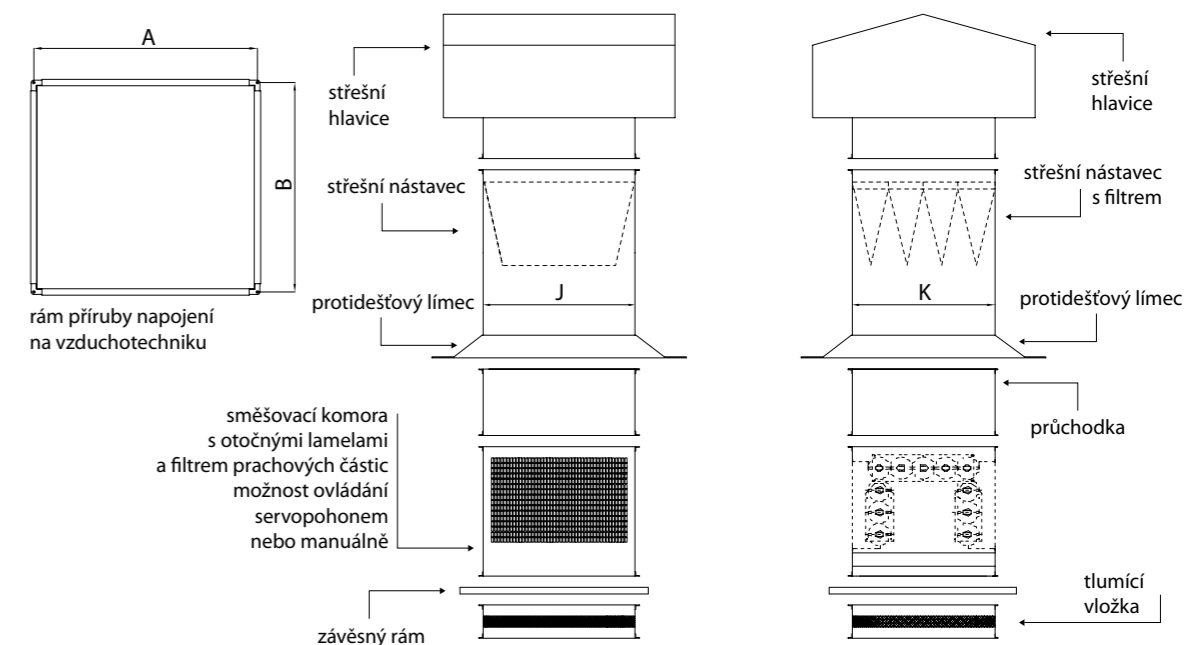 A
B
rám příruby napojení
na vzduchotechniku
střešní
hlavice
střešní nástavec
J
protidešťový límec
směšovací komora
s otočnými lamelami
a filtrem prachových částic
možnost ovládání
servopohonem
nebo manuálně
závěsný rám
střešní
hlavice
střešní nástavec
s filtrem
K
protidešťový límec
průchodka
tlumící
vložka